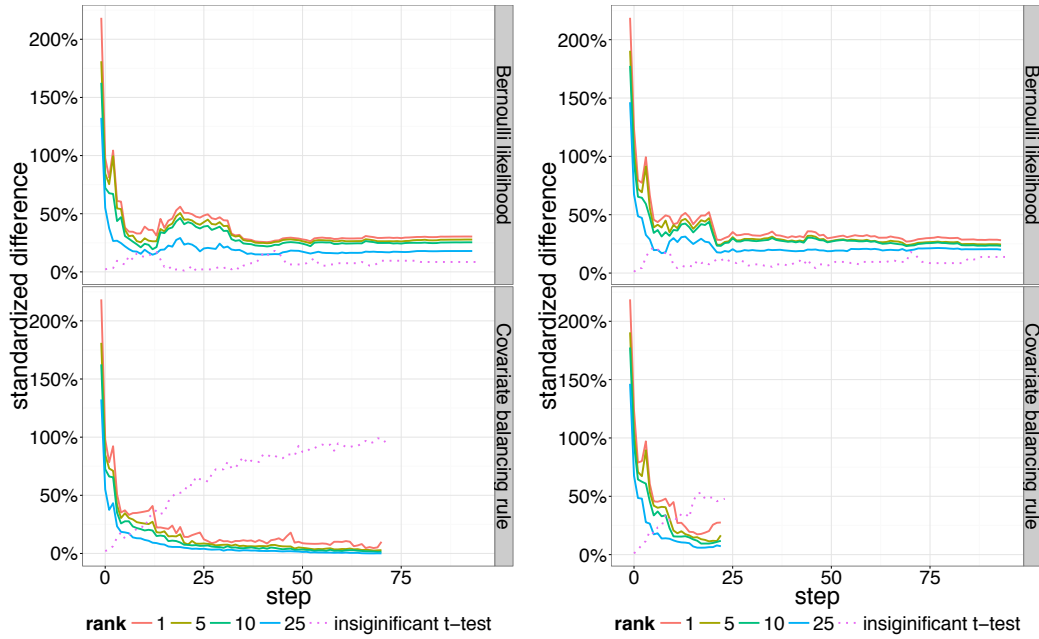 200%
150%
100%
50%
0%
Bernoulli likelihood
200%
150%
100%
50%
0%
Covariate balancing rule
standardized difference
0 25 50 75
step
rank 1 5 10 25 insiginificant t−test
200%
150%
100%
50%
0%
Bernoulli likelihood
200%
150%
100%
50%
0%
Covariate balancing rule
standardized difference
0 25 50 75
step
rank 1 5 10 25 insiginificant t−test